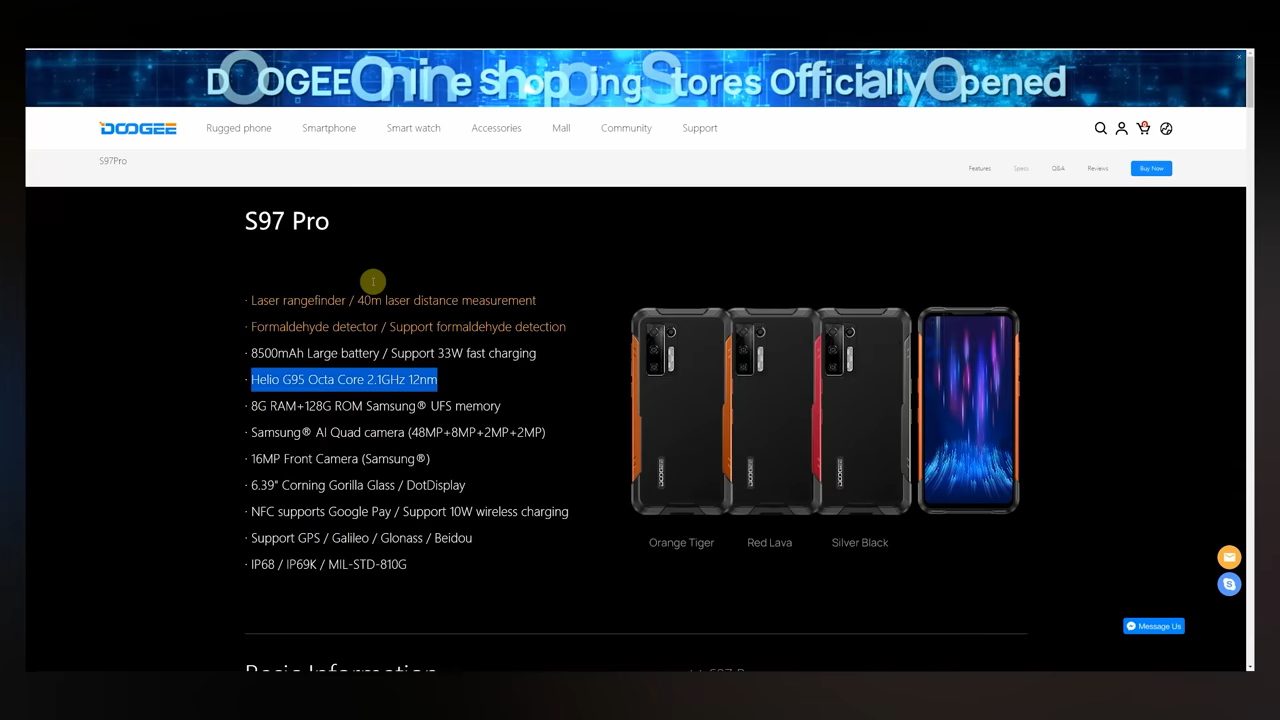 DOOGEE Online shopping Stores Officially Opened
DOOGEE
Rugged phone
Smartphone
Smart watch
Accessories
Mall
Community
Support
S97Pro
Features
Specs
Q&A
Reviews
Buy Now
S97 Pro
· Laser rangefinder / 40m laser distance measurement
· Formaldehyde detector / Support formaldehyde detection
· 8500mAh Large battery / Support 33W fast charging
· Helio G95 Octa Core 2.1GHz 12nm
· 8G RAM+128G ROM Samsung® UFS memory
· Samsung® AI Quad camera (48MP+8MP+2MP+2MP)
· 16MP Front Camera (Samsung®)
· 6.39" Corning Gorilla Glass / DotDisplay
· NFC supports Google Pay / Support 10W wireless charging
· Support GPS / Galileo / Glonass / Beidou
· IP68 / IP69K / MIL-STD-810G
DOOGEE
DOOGEE
DOOGEE
Orange Tiger
Red Lava
Silver Black
Message Us
Basic Information